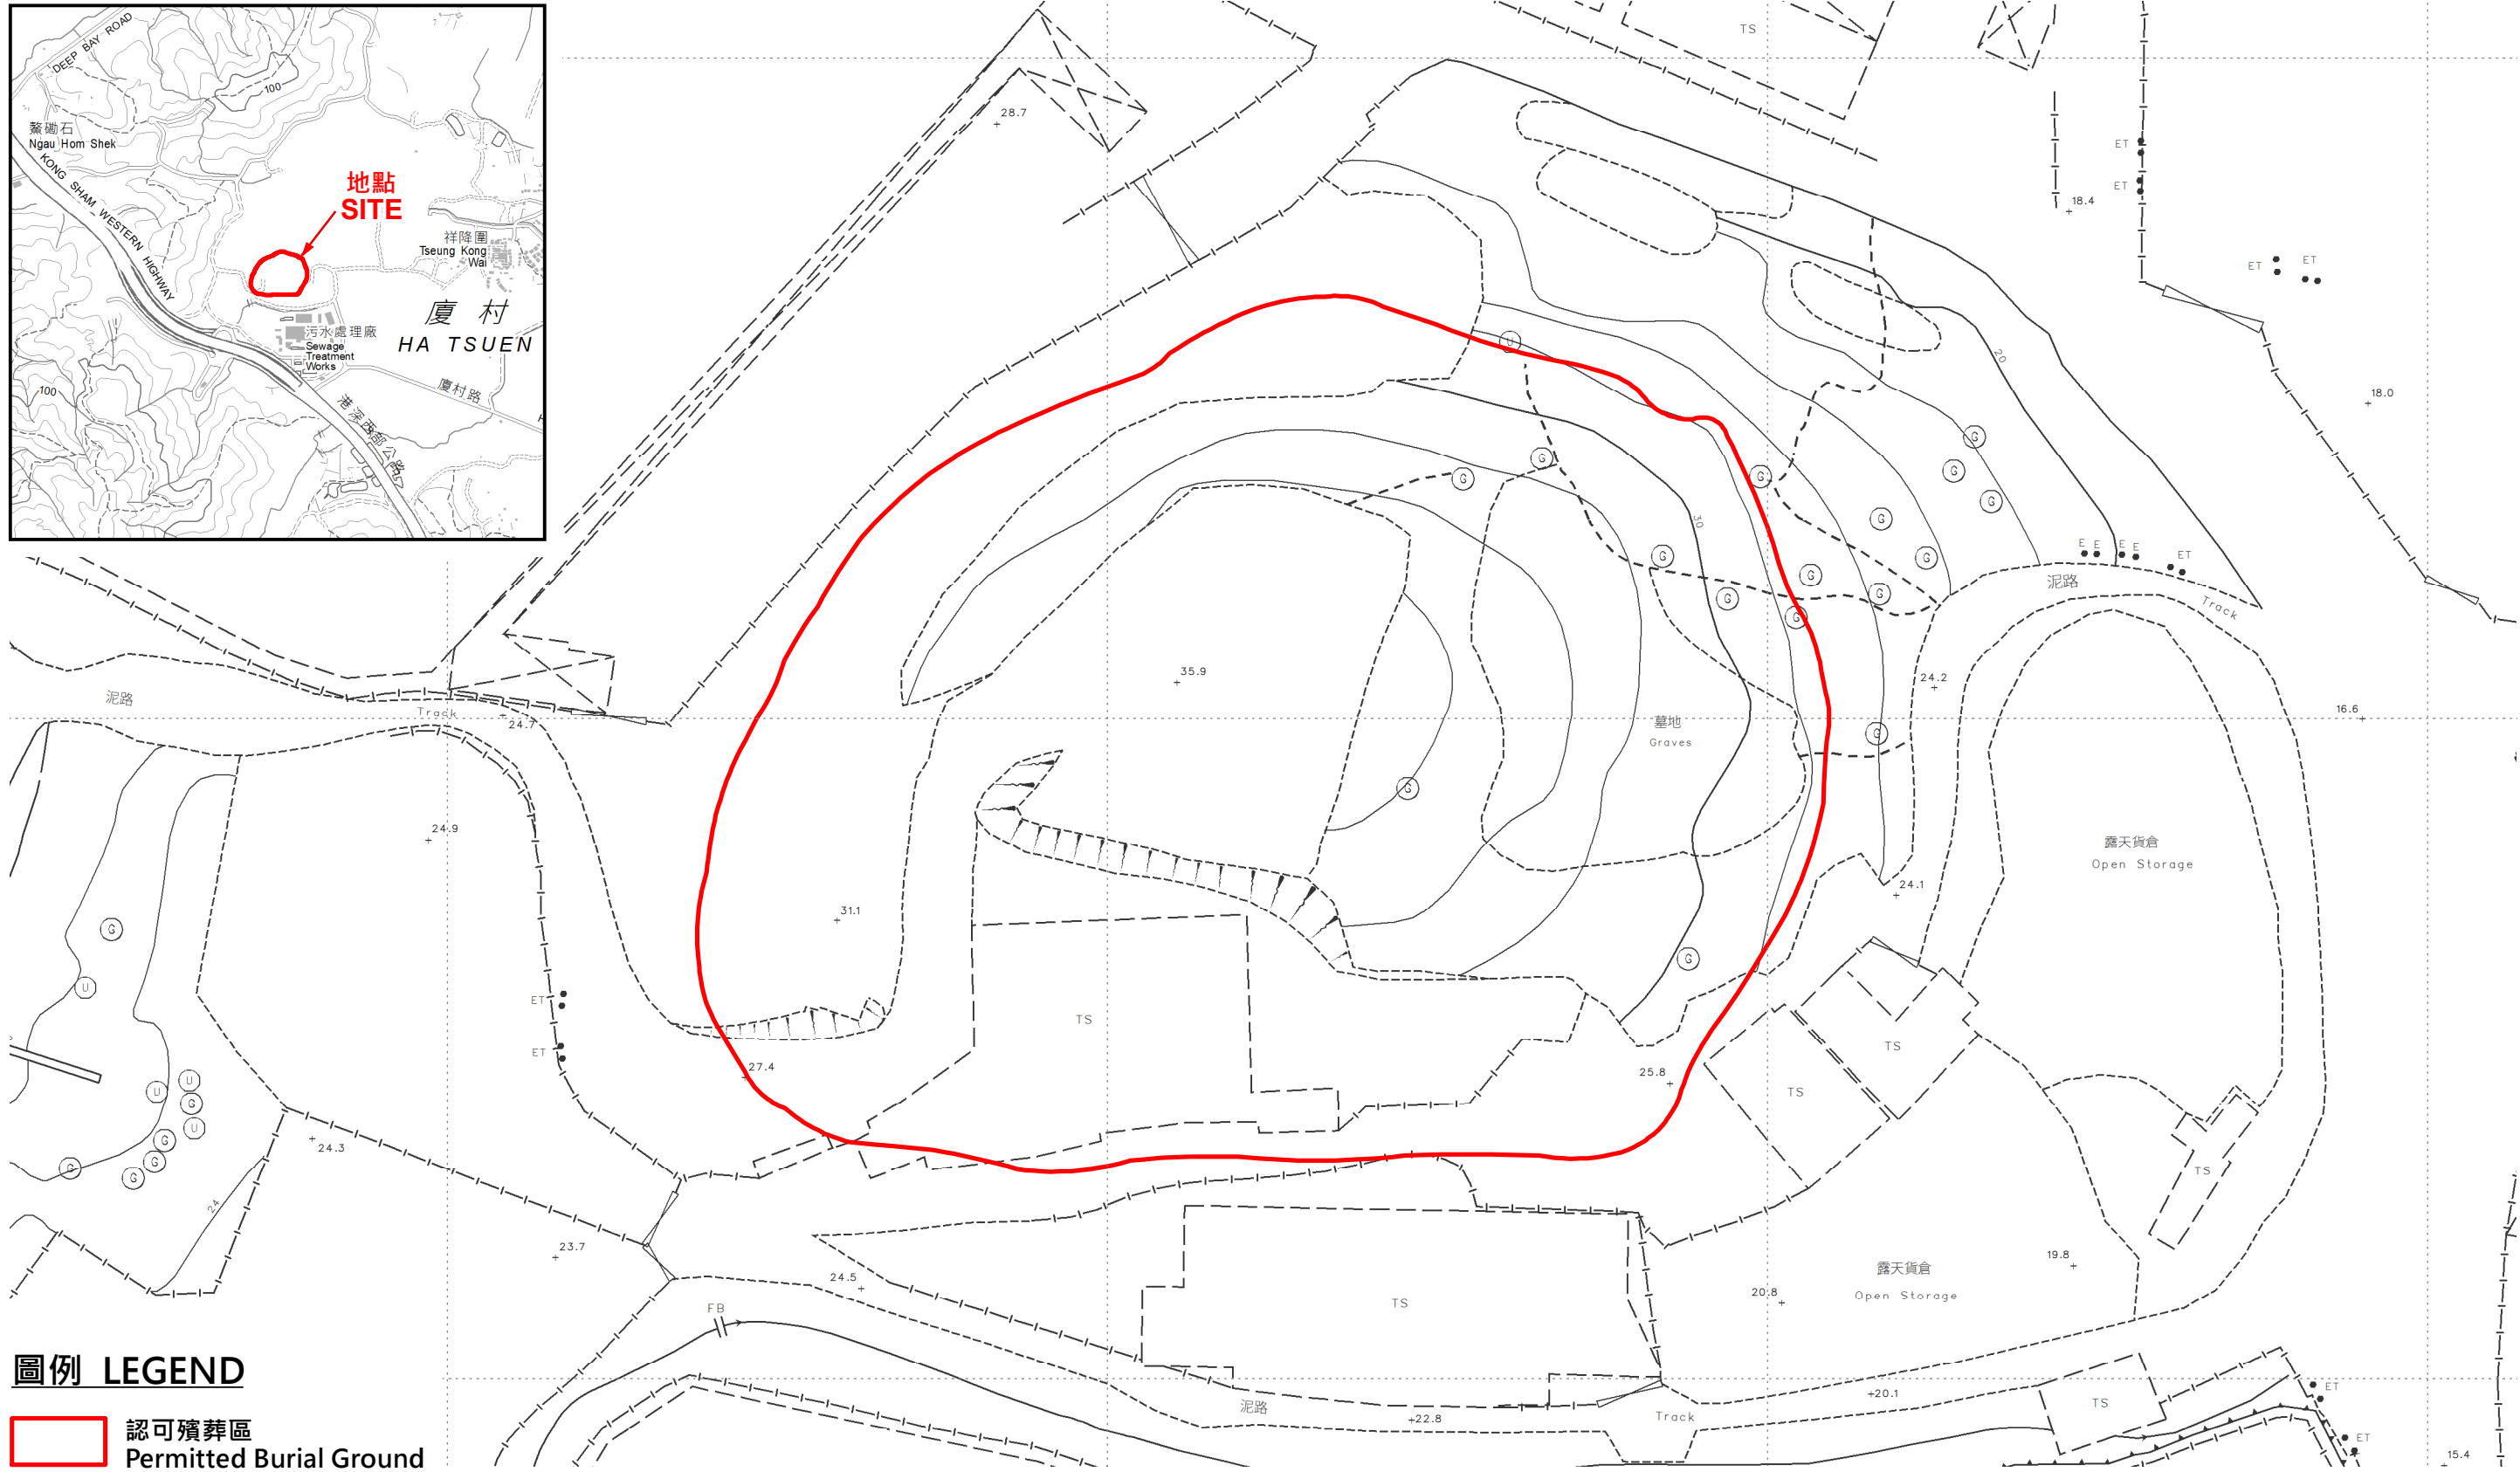 DEEP BAY ROAD
100
鰲磡石
Ngau Hom Shek
KONG SHAM WESTERN HIGHWAY
地點
SITE
祥降圍
Tseung Kong
Wai
廈村
HA TSUEN
污水處理廠
Sewage
Treatment
Works
廈村路
100
港深西部公路
TS
28.7
ET
ET
18.4
ET
ET
18.0
U
20
G
G
G
G
G
G
G
30
G
G
G
G
G
G
E E E E ET
泥路
Track
35.9
24.2
16.6
泥路
Track
24.7
墓地
Graves
G
G
24.9
露天貨倉
Open Storage
24.1
31.1
G
U
G
ET
TS
ET
27.4
25.8
TS
TS
U
U
G
U
G
G
G
G
24.3
24
TS
23.7
24.5
19.8
露天貨倉
Open Storage
20.8
TS
FB
20.1
泥路
22.8
Track
TS
ET
ET
15.4
圖例 LEGEND
認可殯葬區
Permitted Burial Ground